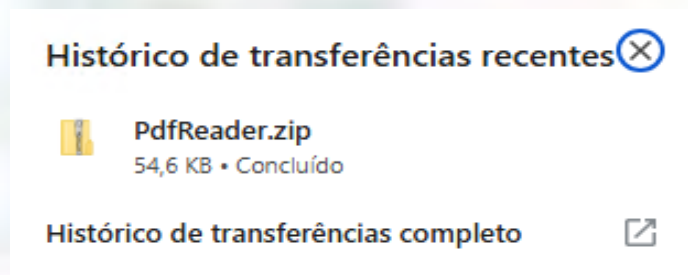 Histórico de transferências recentes
PdfReader.zip
54,6 KB • Concluído
Histórico de transferências completo